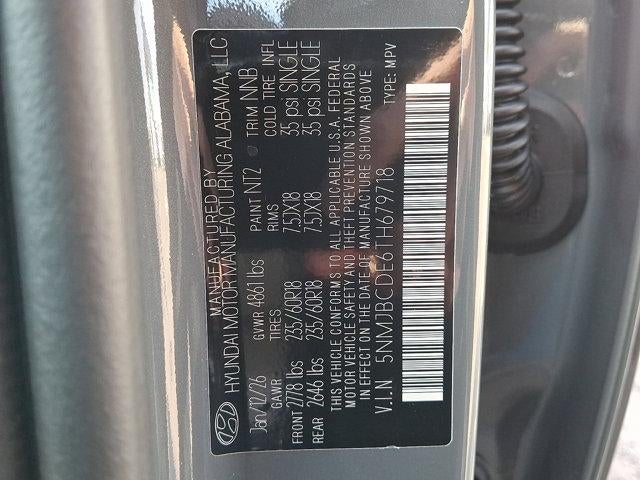 MANUFACTURED BY
HYUNDAI MOTOR MANUFACTURING ALABAMA, LLC
Jan/12/26 GVWR 4861 lbs PAINT NT2 TRIM NNB
GAWR TIRES RIMS COLD TIRE INFL
FRONT 2778 lbs 235/60R18 7.5JX18 35 psi SINGLE
REAR 2646 lbs 235/60R18 7.5JX18 35 psi SINGLE
THIS VEHICLE CONFORMS TO ALL APPLICABLE U.S.A. FEDERAL
MOTOR VEHICLE SAFETY AND THEFT PREVENTION STANDARDS
IN EFFECT ON THE DATE OF MANUFACTURE SHOWN ABOVE
V.I.N 5NMJBCDE6TH679718 TYPE: MPV